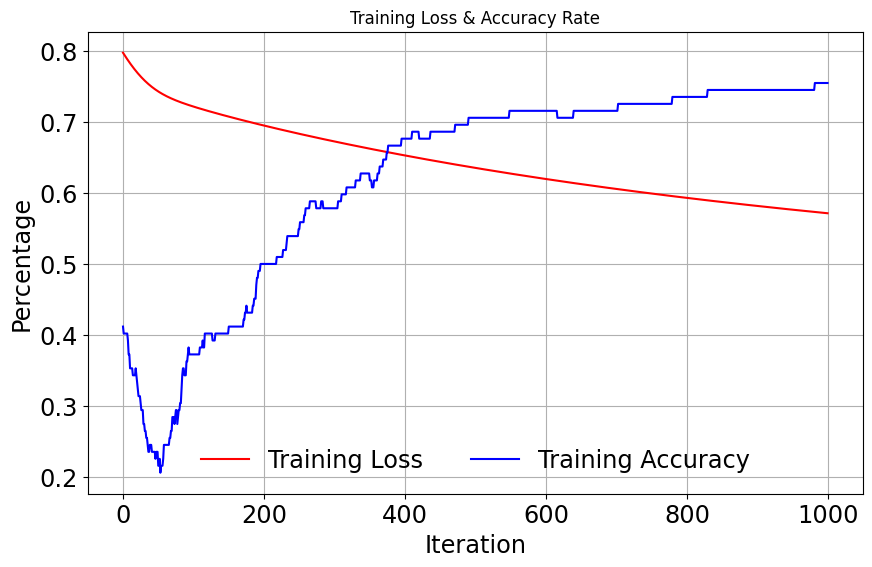 Training Loss & Accuracy Rate
0.8
0.7
0.6
0.5
0.4
0.3
0.2
Percentage
Training Loss
Training Accuracy
0 200 400 600 800 1000
Iteration